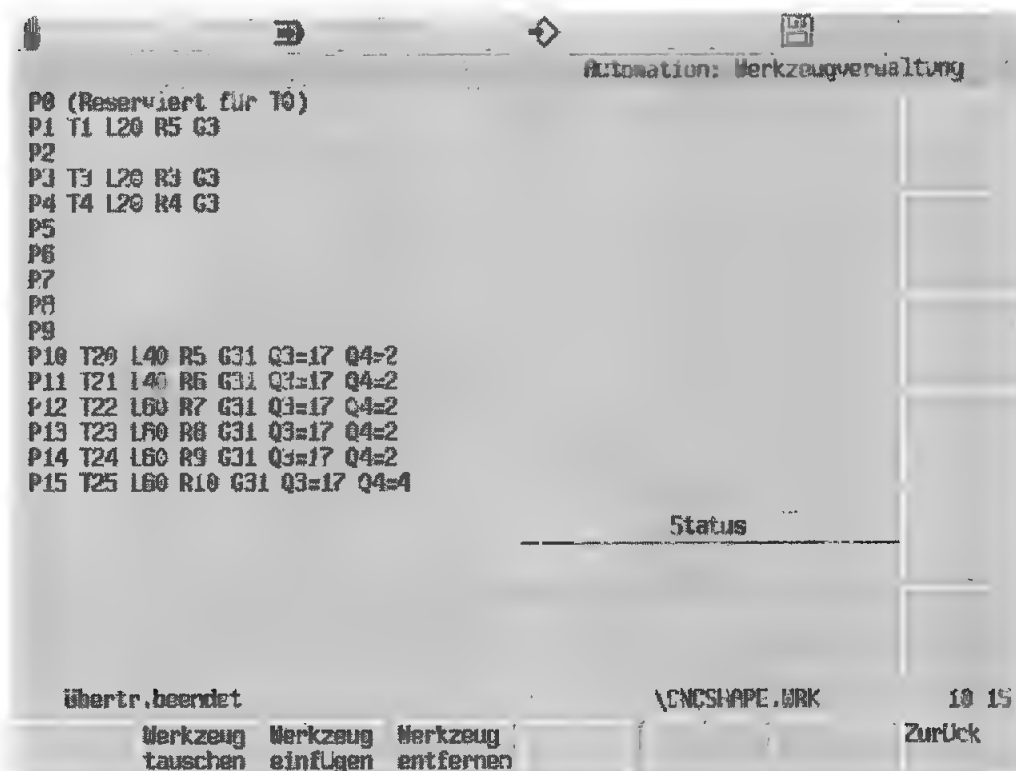 Automation: Werkzeugverwaltung
P0 (Reserviert für T0)
P1 T1 L20 R5 G3
P2
P3 T3 L20 R3 G3
P4 T4 L20 R4 G3
P5
P6
P7
P8
P9
P10 T20 L40 R5 G31 Q3=17 Q4=2
P11 T21 L40 R6 G31 Q3=17 Q4=2
P12 T22 L60 R7 G31 Q3=17 Q4=2
P13 T23 L60 R8 G31 Q3=17 Q4=2
P14 T24 L60 R9 G31 Q3=17 Q4=2
P15 T25 L60 R10 G31 Q3=17 Q4=4
Status
übertr.beendet \CNCSHAPE.WRK 10 15
Werkzeug tauschen
Werkzeug einfügen
Werkzeug entfernen
Zurück